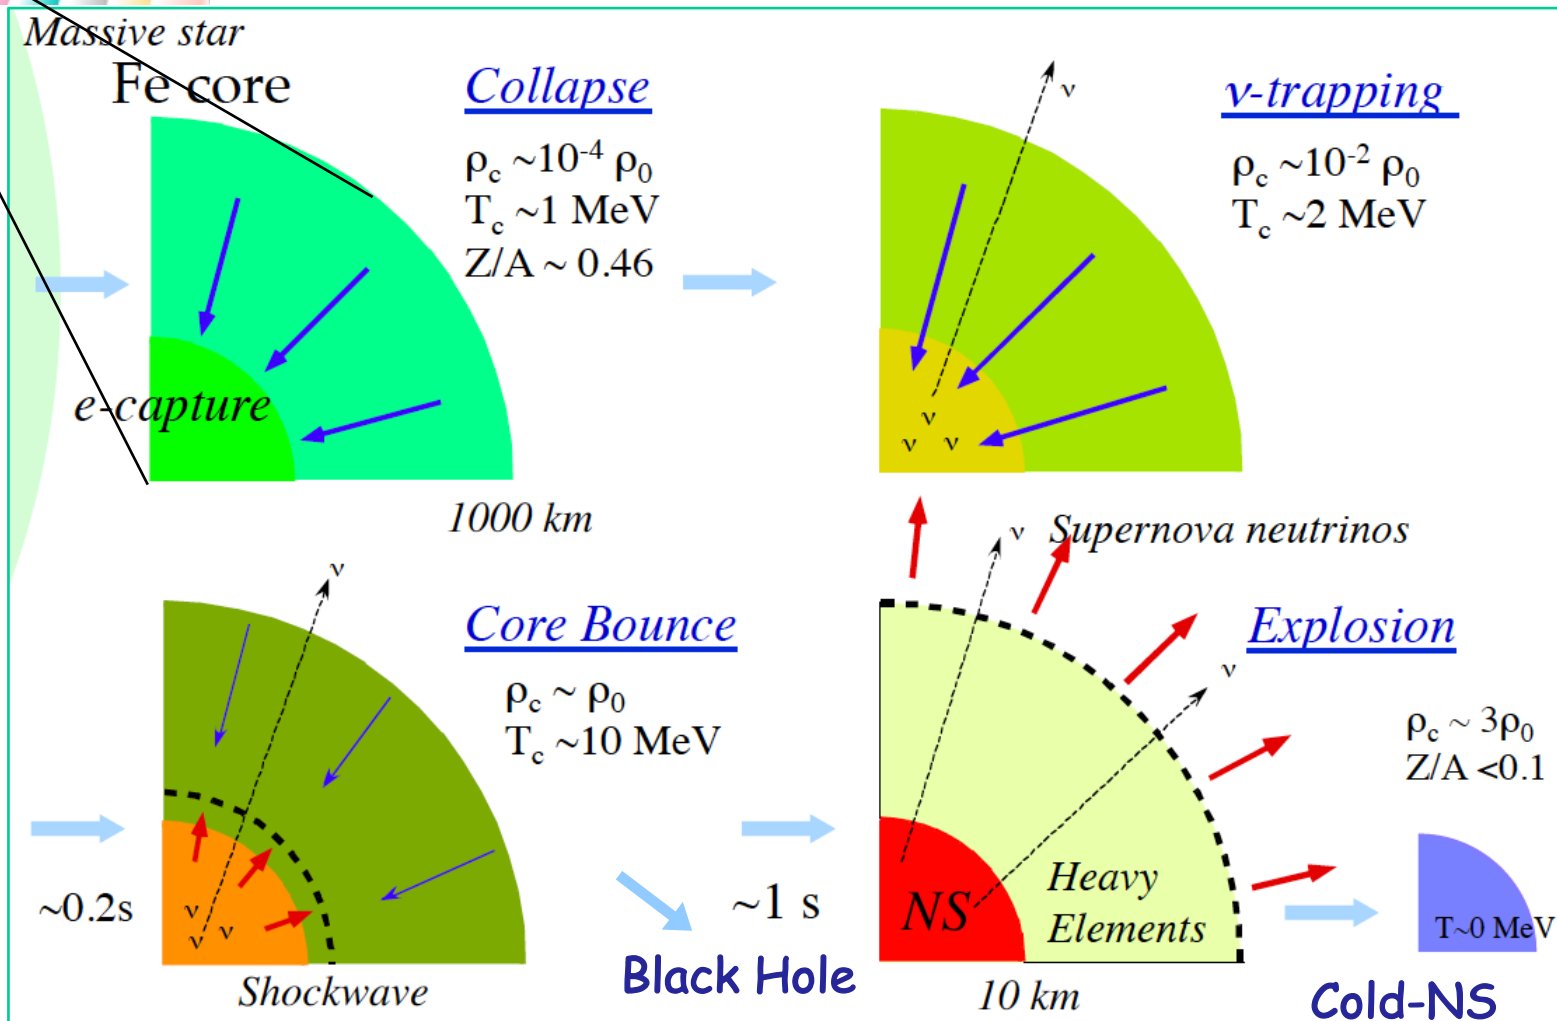 Massive star
Fe core
Collapse
ρc ~10-4 ρ0
Tc ~1 MeV
Z/A ~ 0.46
e-capture
1000 km
ν
ν-trapping
ρc ~10-2 ρ0
Tc ~2 MeV
ν
ν ν
ν
Core Bounce
ρc ~ ρ0
Tc ~10 MeV
~0.2s
ν
ν ν
Shockwave
Black Hole
~1 s
ν Supernova neutrinos
Explosion
ν
ρc ~ 3ρ0
Z/A <0.1
NS
Heavy
Elements
10 km
T~0 MeV
Cold-NS